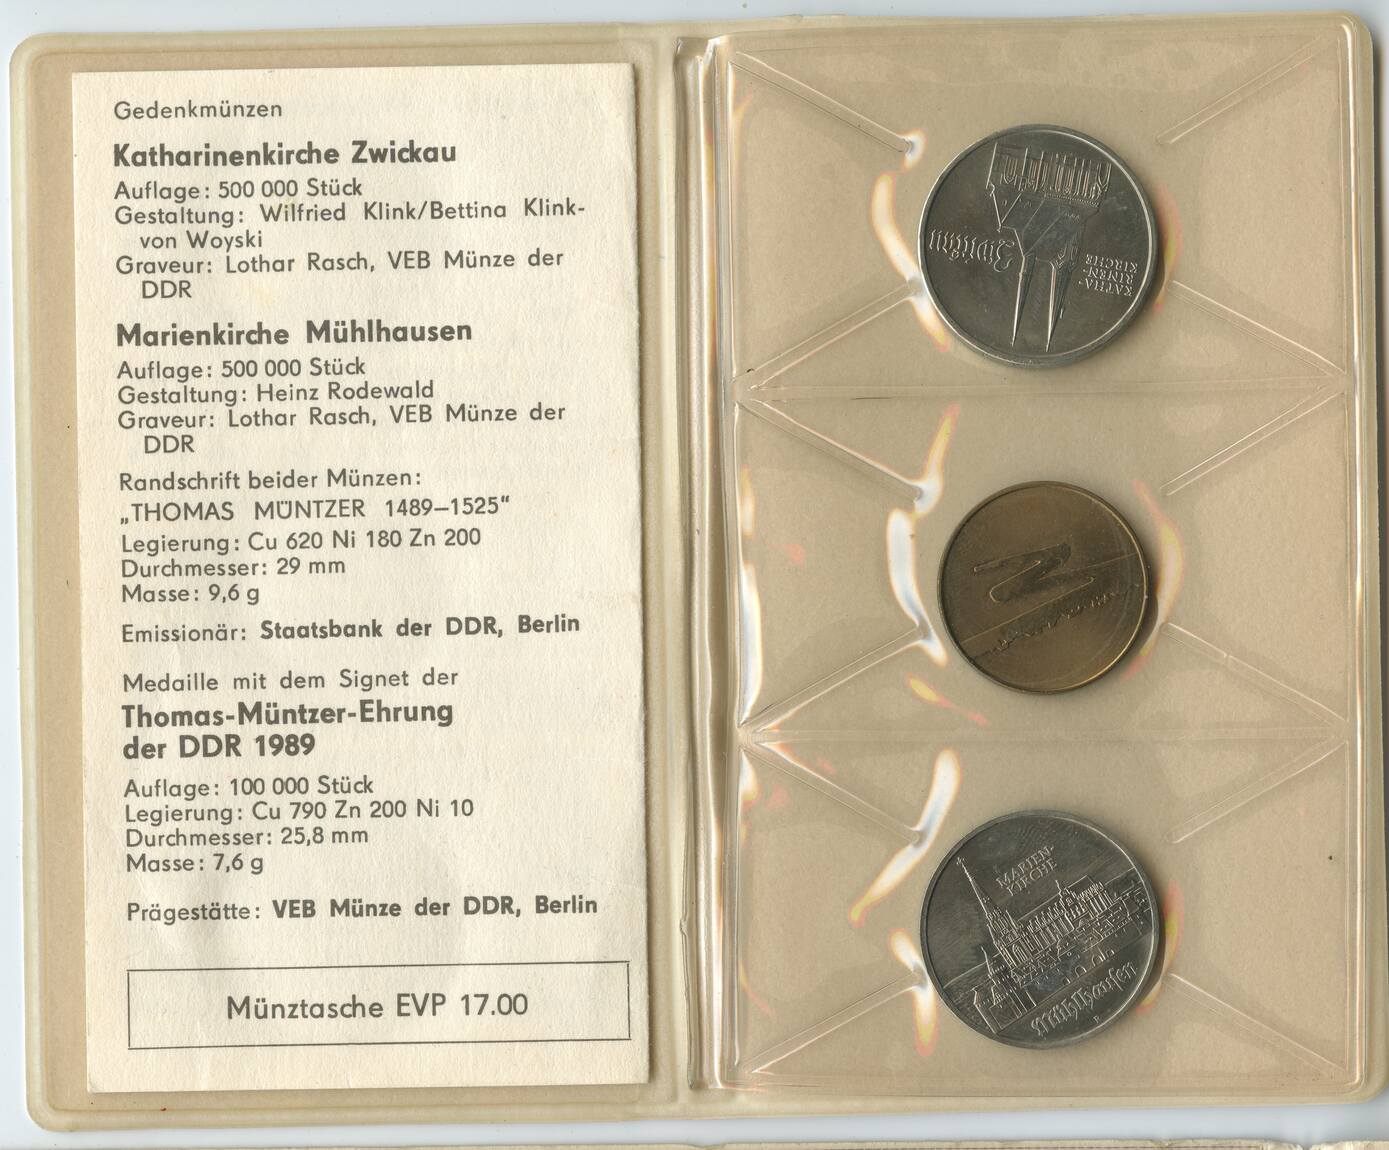 Gedenkmünzen
Katharinenkirche Zwickau
Auflage: 500 000 Stück
Gestaltung: Wilfried Klink/Bettina Klink-
von Woyski
Graveur: Lothar Rasch, VEB Münze der
DDR
Marienkirche Mühlhausen
Auflage: 500 000 Stück
Gestaltung: Heinz Rodewald
Graveur: Lothar Rasch, VEB Münze der
DDR
Randschrift beider Münzen:
„THOMAS MÜNTZER 1489–1525“
Legierung: Cu 620 Ni 180 Zn 200
Durchmesser: 29 mm
Masse: 9,6 g
Emissionär: Staatsbank der DDR, Berlin
Medaille mit dem Signet der
Thomas-Müntzer-Ehrung
der DDR 1989
Auflage: 100 000 Stück
Legierung: Cu 790 Zn 200 Ni 10
Durchmesser: 25,8 mm
Masse: 7,6 g
Prägestätte: VEB Münze der DDR, Berlin
Münztasche EVP 17.00
KATHA-
RINEN-
KIRCHE
Zwickau
MARIEN-
KIRCHE
Mühlhausen